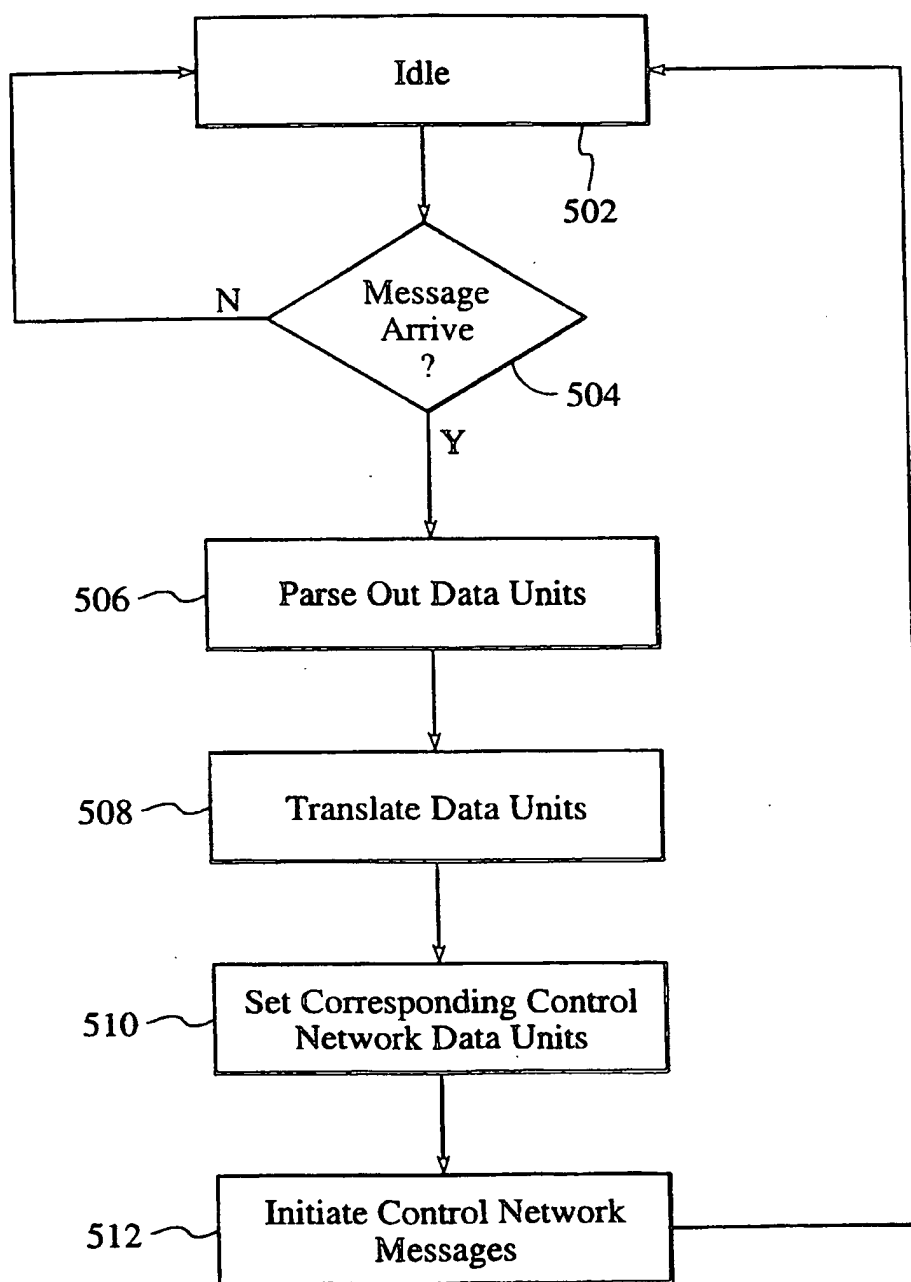 Idle
502
N
Message
Arrive
?
504
Y
506
Parse Out Data Units
508
Translate Data Units
510
Set Corresponding Control
Network Data Units
512
Initiate Control Network
Messages